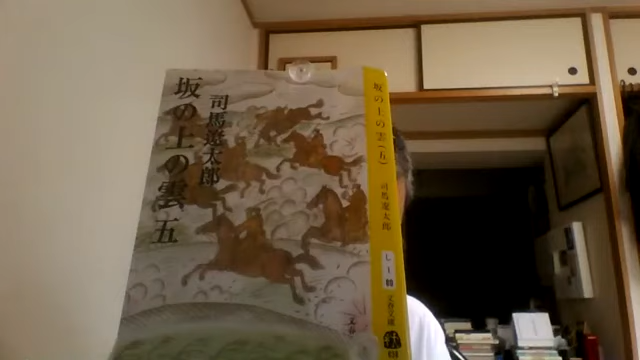 坂の上の雲 五
司馬遼太郎
坂の上の雲(五)
司馬遼太郎
文春文庫